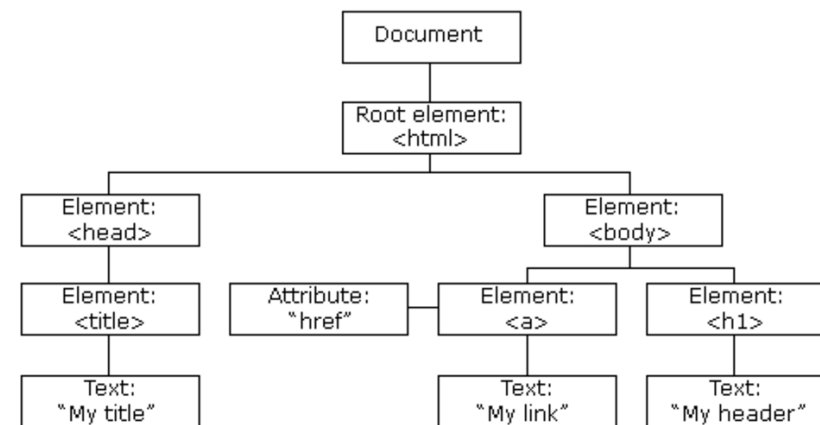 Document
Root element:
<html>
Element:
<head>
Element:
<body>
Element:
<title>
Attribute:
“href”
Element:
<a>
Element:
<h1>
Text:
“My title”
Text:
“My link”
Text:
“My header”